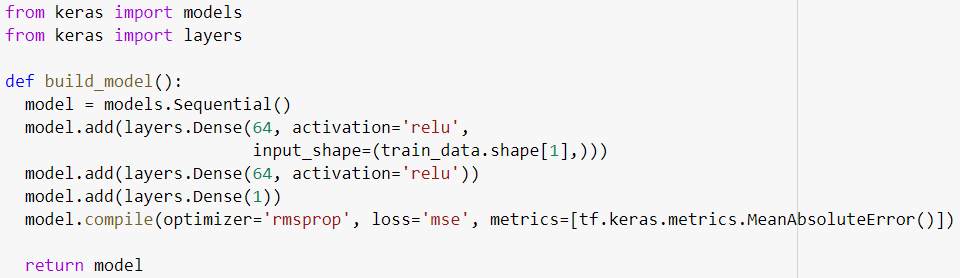 from keras import models
from keras import layers

def build_model():
  model = models.Sequential()
  model.add(layers.Dense(64, activation='relu',
                         input_shape=(train_data.shape[1],)))
  model.add(layers.Dense(64, activation='relu'))
  model.add(layers.Dense(1))
  model.compile(optimizer='rmsprop', loss='mse', metrics=[tf.keras.metrics.MeanAbsoluteError()])

  return model